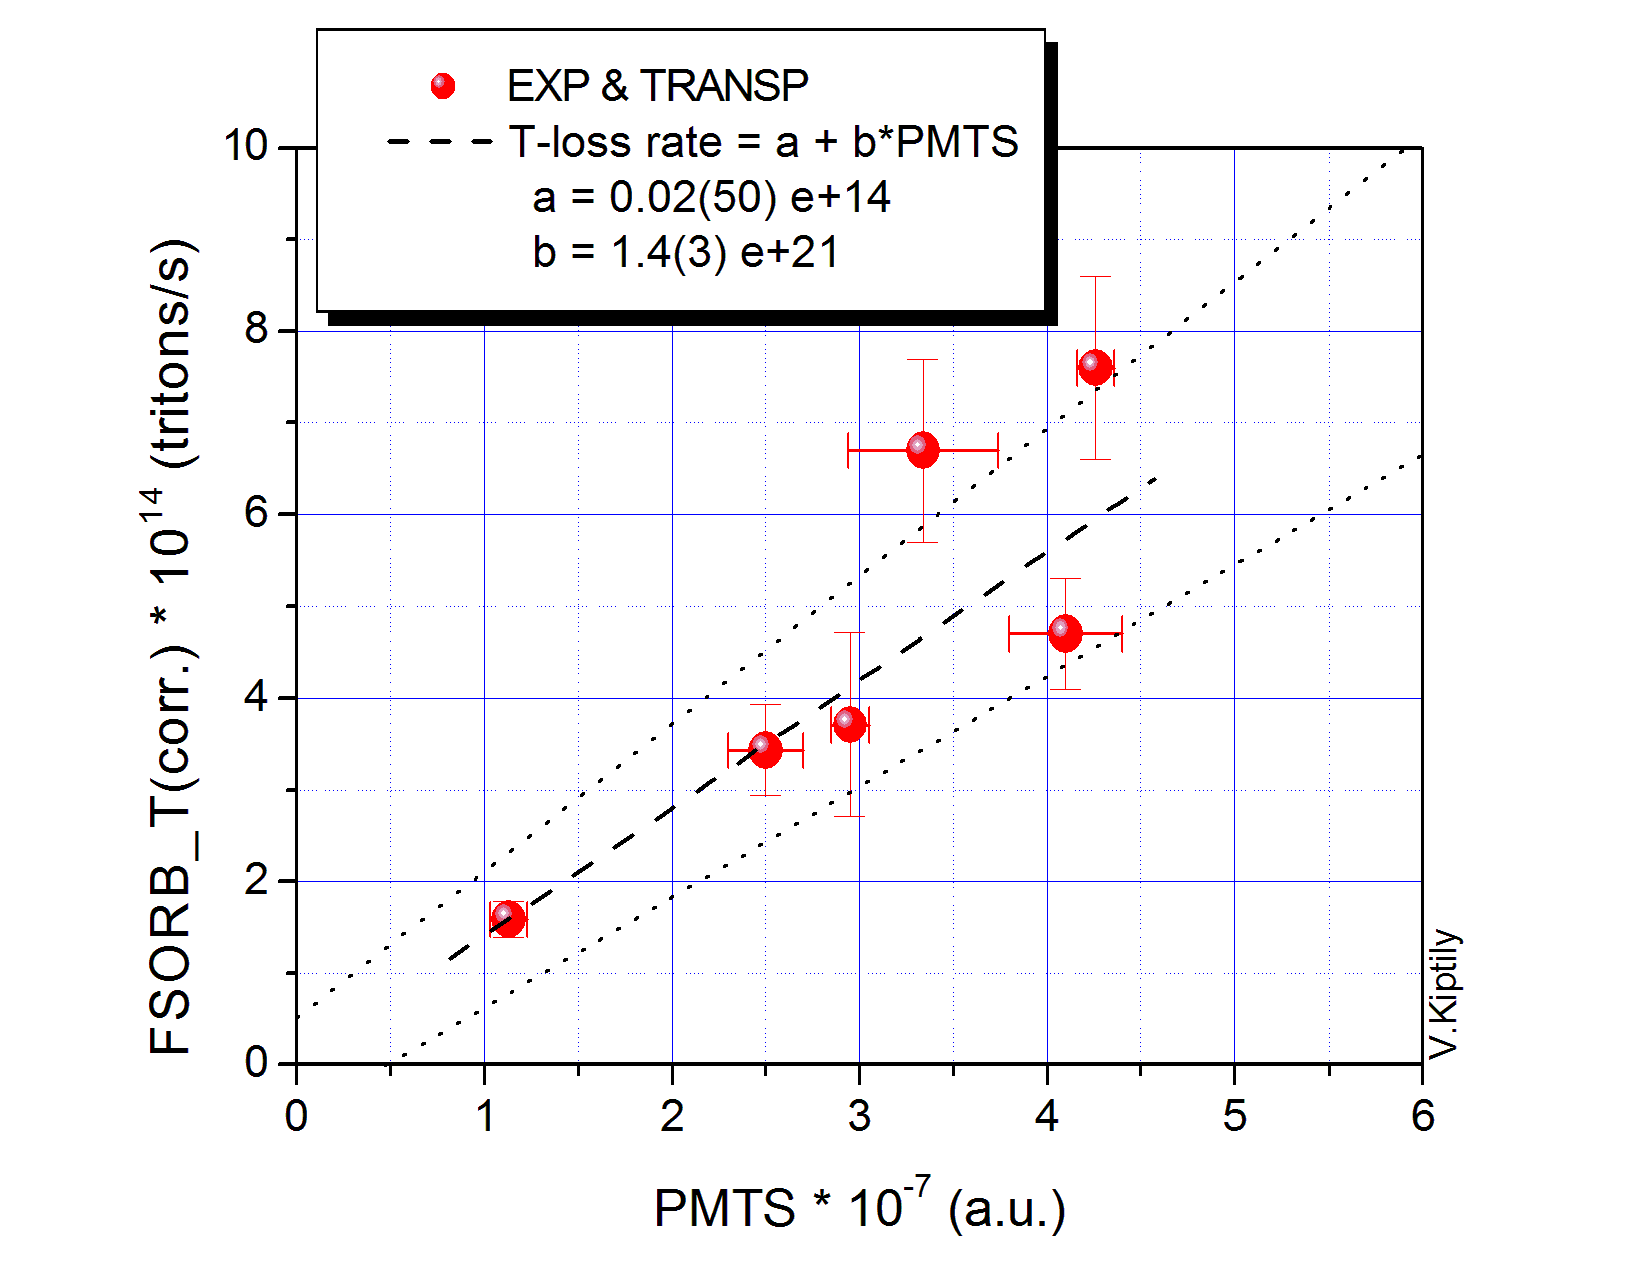 EXP & TRANSP
T-loss rate = a + b*PMTS
a = 0.02(50) e+14
b = 1.4(3) e+21
10
8
6
4
2
0
FSORB_T(corr.) * 10^14 (tritons/s)
0 1 2 3 4 5 6
PMTS * 10^-7 (a.u.)
V.Kiptily